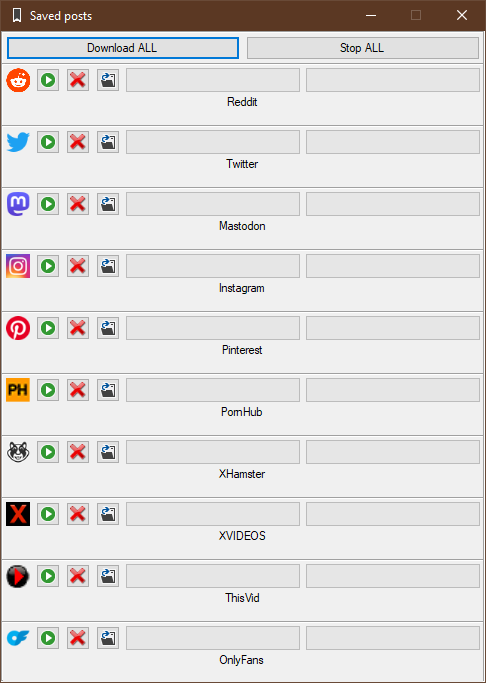 Saved posts
Download ALL
Stop ALL
Reddit
Twitter
Mastodon
Instagram
Pinterest
PH
PornHub
XHamster
X
XVIDEOS
ThisVid
OnlyFans